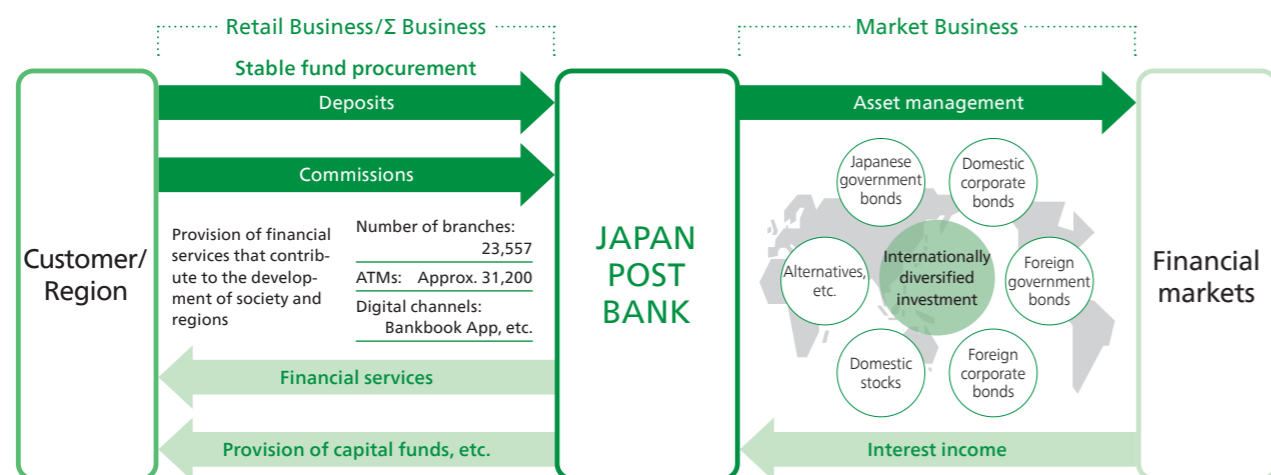 Retail Business/Σ Business
Market Business
Stable fund procurement
Deposits
Commissions
Customer/
Region
Provision of financial
services that contrib-
ute to the develop-
ment of society and
regions
Number of branches:
23,557
ATMs: Approx. 31,200
Digital channels:
Bankbook App, etc.
Financial services
Provision of capital funds, etc.
JAPAN
POST
BANK
Asset management
Japanese
government
bonds
Domestic
corporate
bonds
Alternatives,
etc.
Internationally
diversified
investment
Foreign
government
bonds
Domestic
stocks
Foreign
corporate
bonds
Interest income
Financial
markets